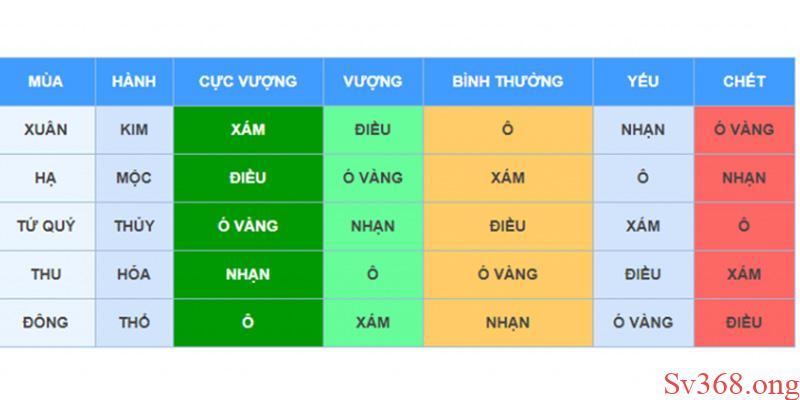 MÙA HÀNH CỰC VƯỢNG VƯỢNG BÌNH THƯỜNG YẾU CHẾT
XUÂN KIM XÁM ĐIỀU Ô NHẠN Ó VÀNG
HẠ MỘC ĐIỀU Ó VÀNG XÁM Ô NHẠN
TỨ QUÝ THỦY Ó VÀNG NHẠN ĐIỀU XÁM Ô
THU HỎA NHẠN Ô Ó VÀNG ĐIỀU XÁM
ĐÔNG THỔ Ô XÁM NHẠN Ó VÀNG ĐIỀU
Sv368.ong